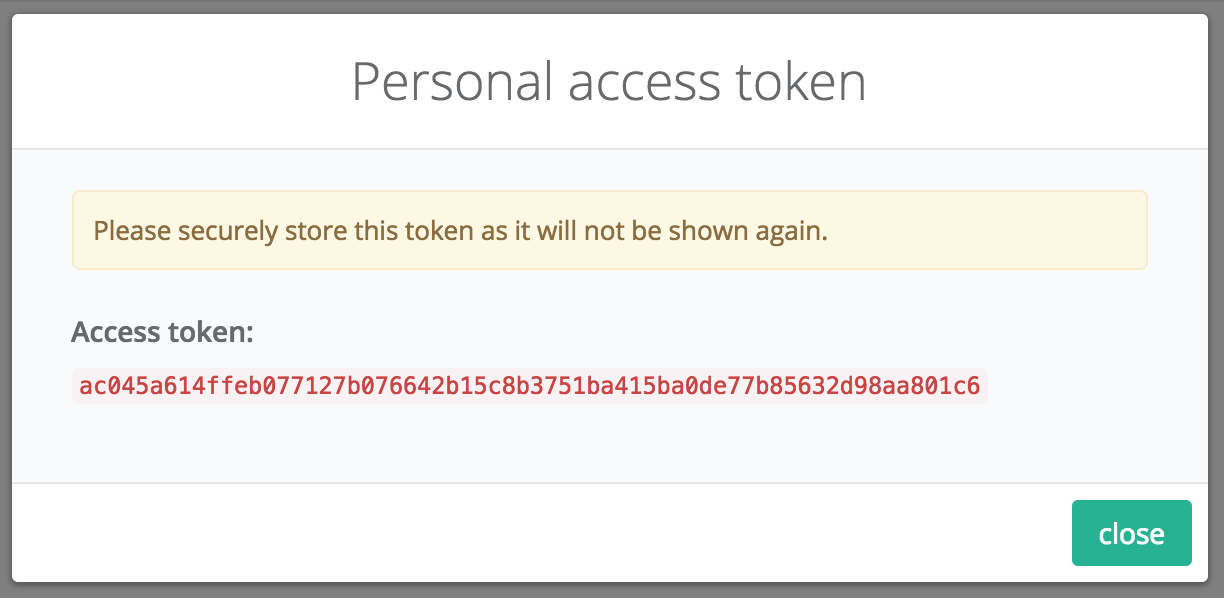 Personal access token
Please securely store this token as it will not be shown again.
Access token:
ac045a614ffeb077127b076642b15c8b3751ba415ba0de77b85632d98aa801c6
close